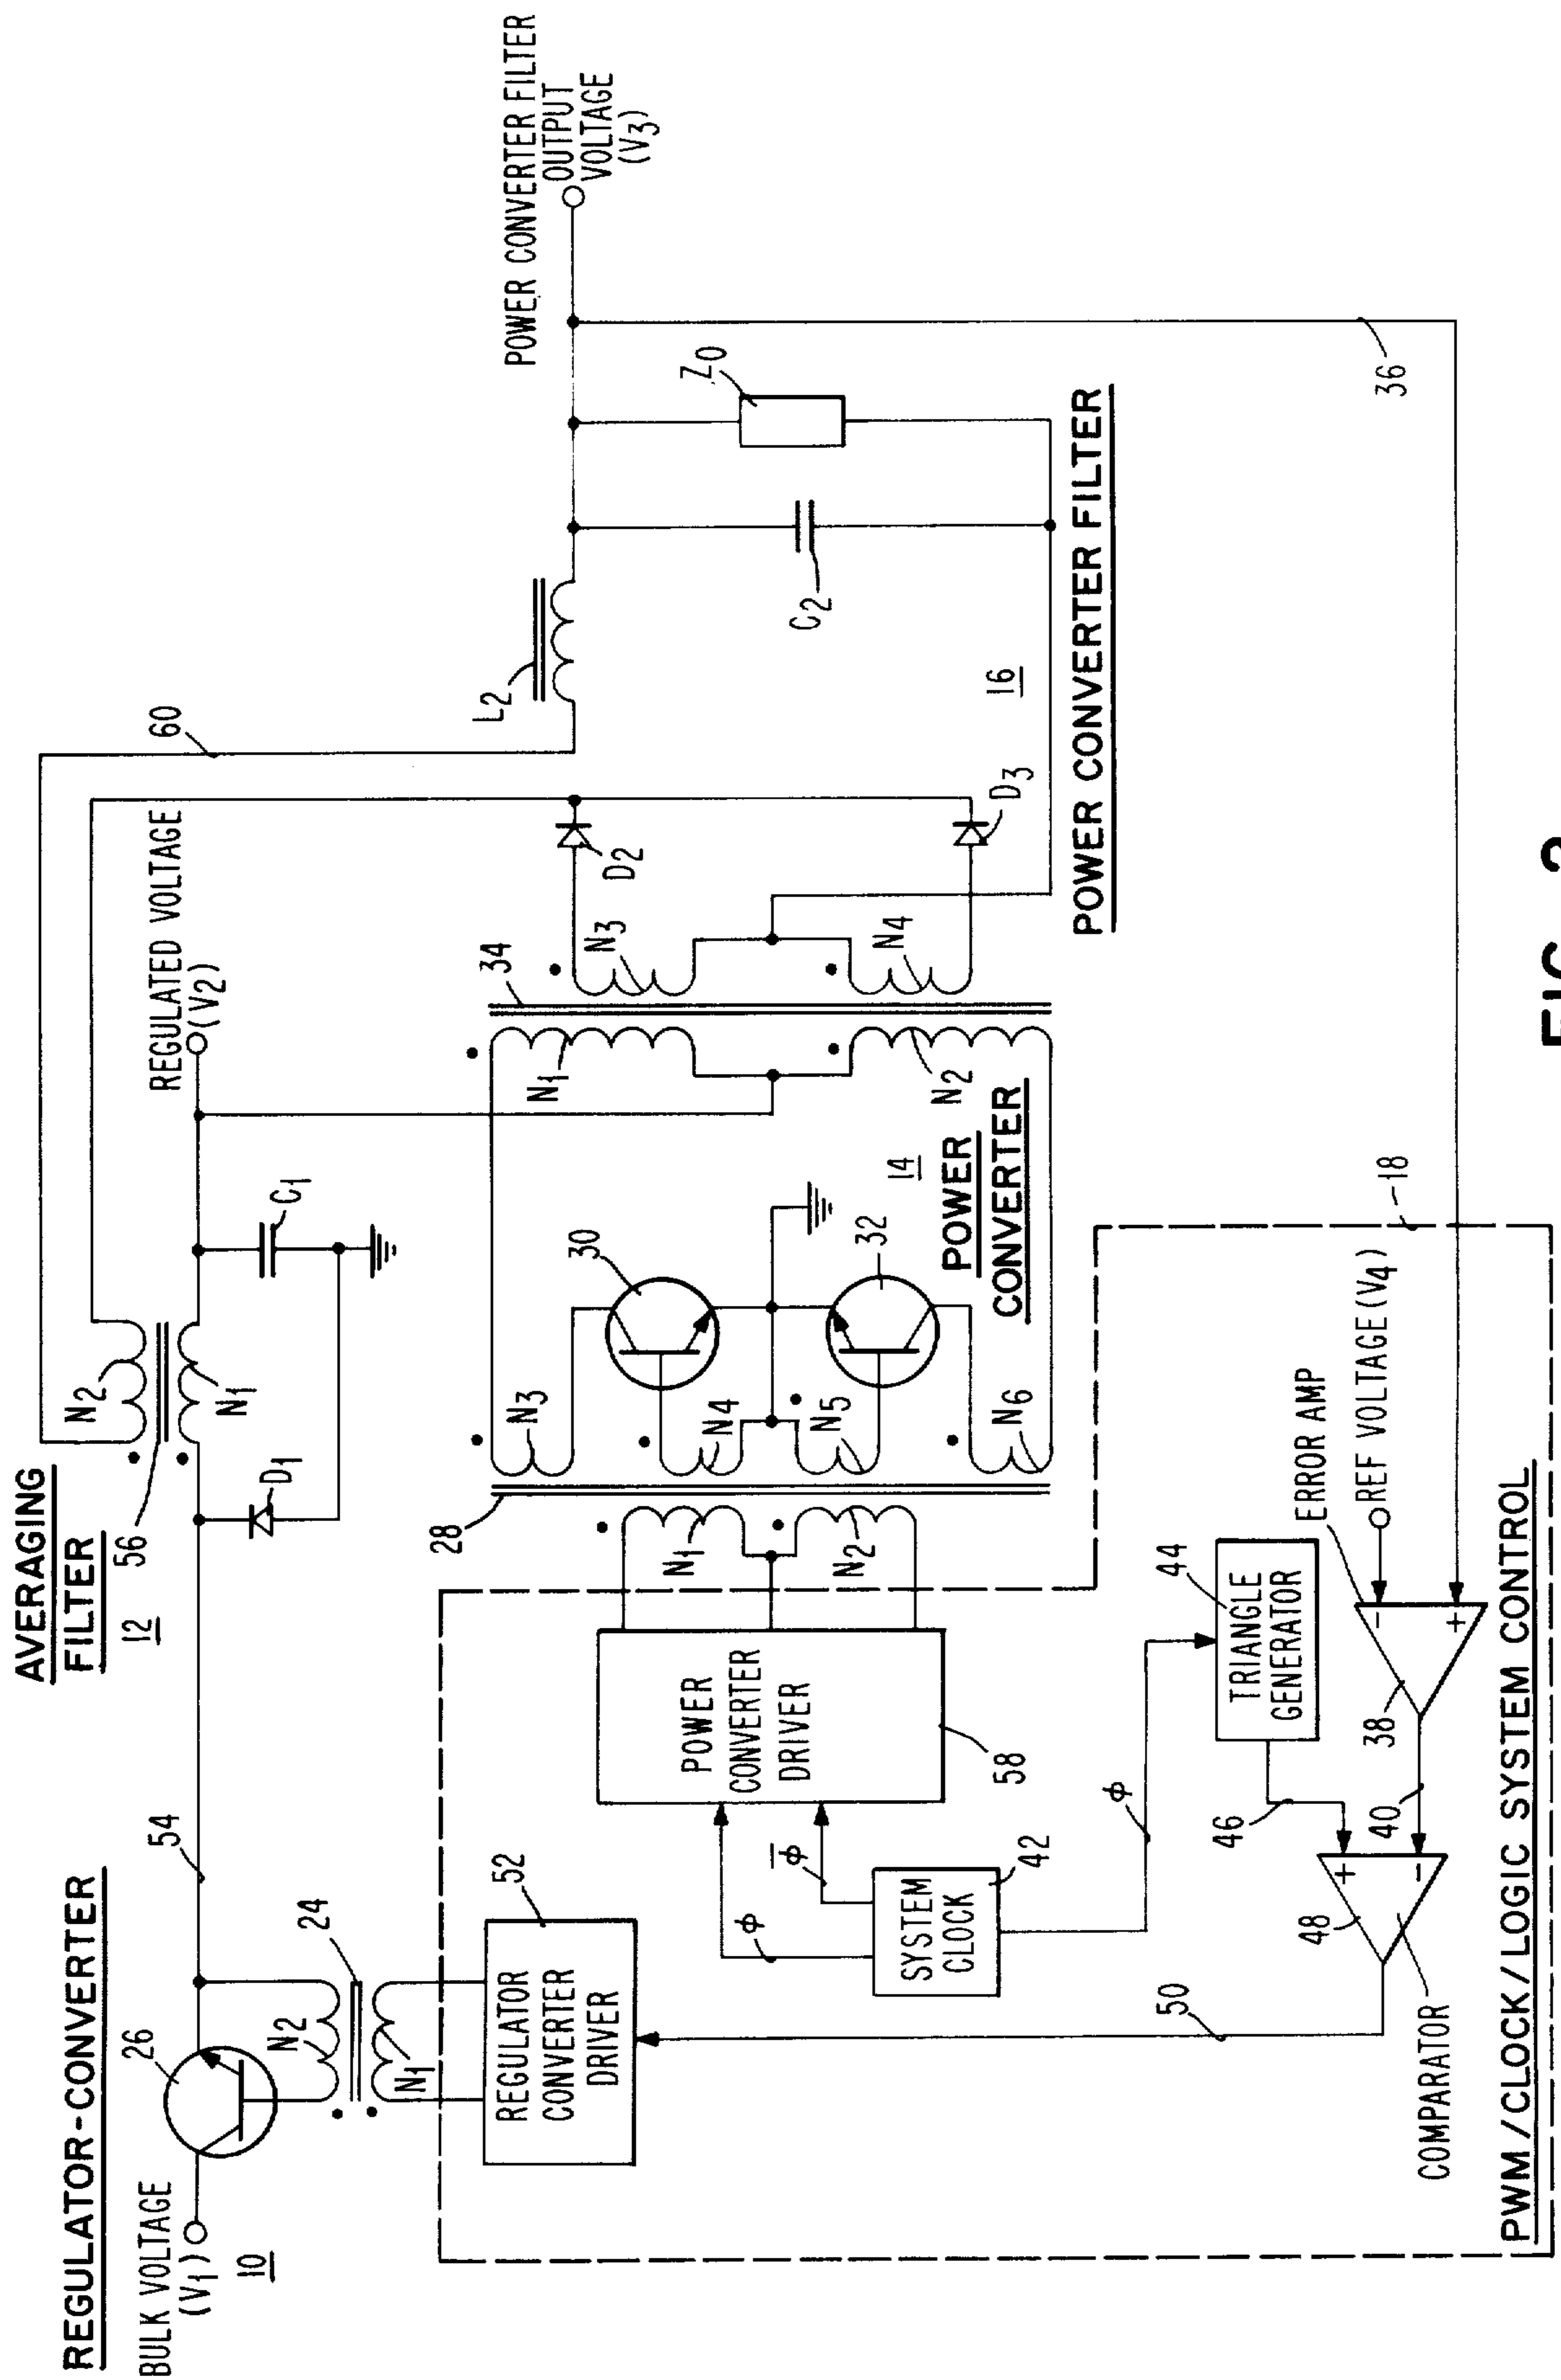 REGULATOR-CONVERTER
BULK VOLTAGE
(V1)
10
26
N2
24
N1
54
AVERAGING
FILTER
12
56
D1
N2
N1
C1
REGULATED VOLTAGE
(V2)
60
L2
POWER CONVERTER FILTER
OUTPUT
VOLTAGE
(V3)
REGULATOR
CONVERTER
DRIVER
52
POWER
CONVERTER
DRIVER
58
φ
φ̅
SYSTEM
CLOCK
42
28
N1
N2
N3
N4
N5
N6
30
32
14
POWER
CONVERTER
34
N1
N2
N3
N4
D2
D3
16
C2
Z0
POWER CONVERTER FILTER
36
18
φ
TRIANGLE
GENERATOR
44
46
ERROR AMP
REF VOLTAGE (V4)
-
+
38
40
+
-
48
COMPARATOR
50
PWM/CLOCK/LOGIC SYSTEM CONTROL